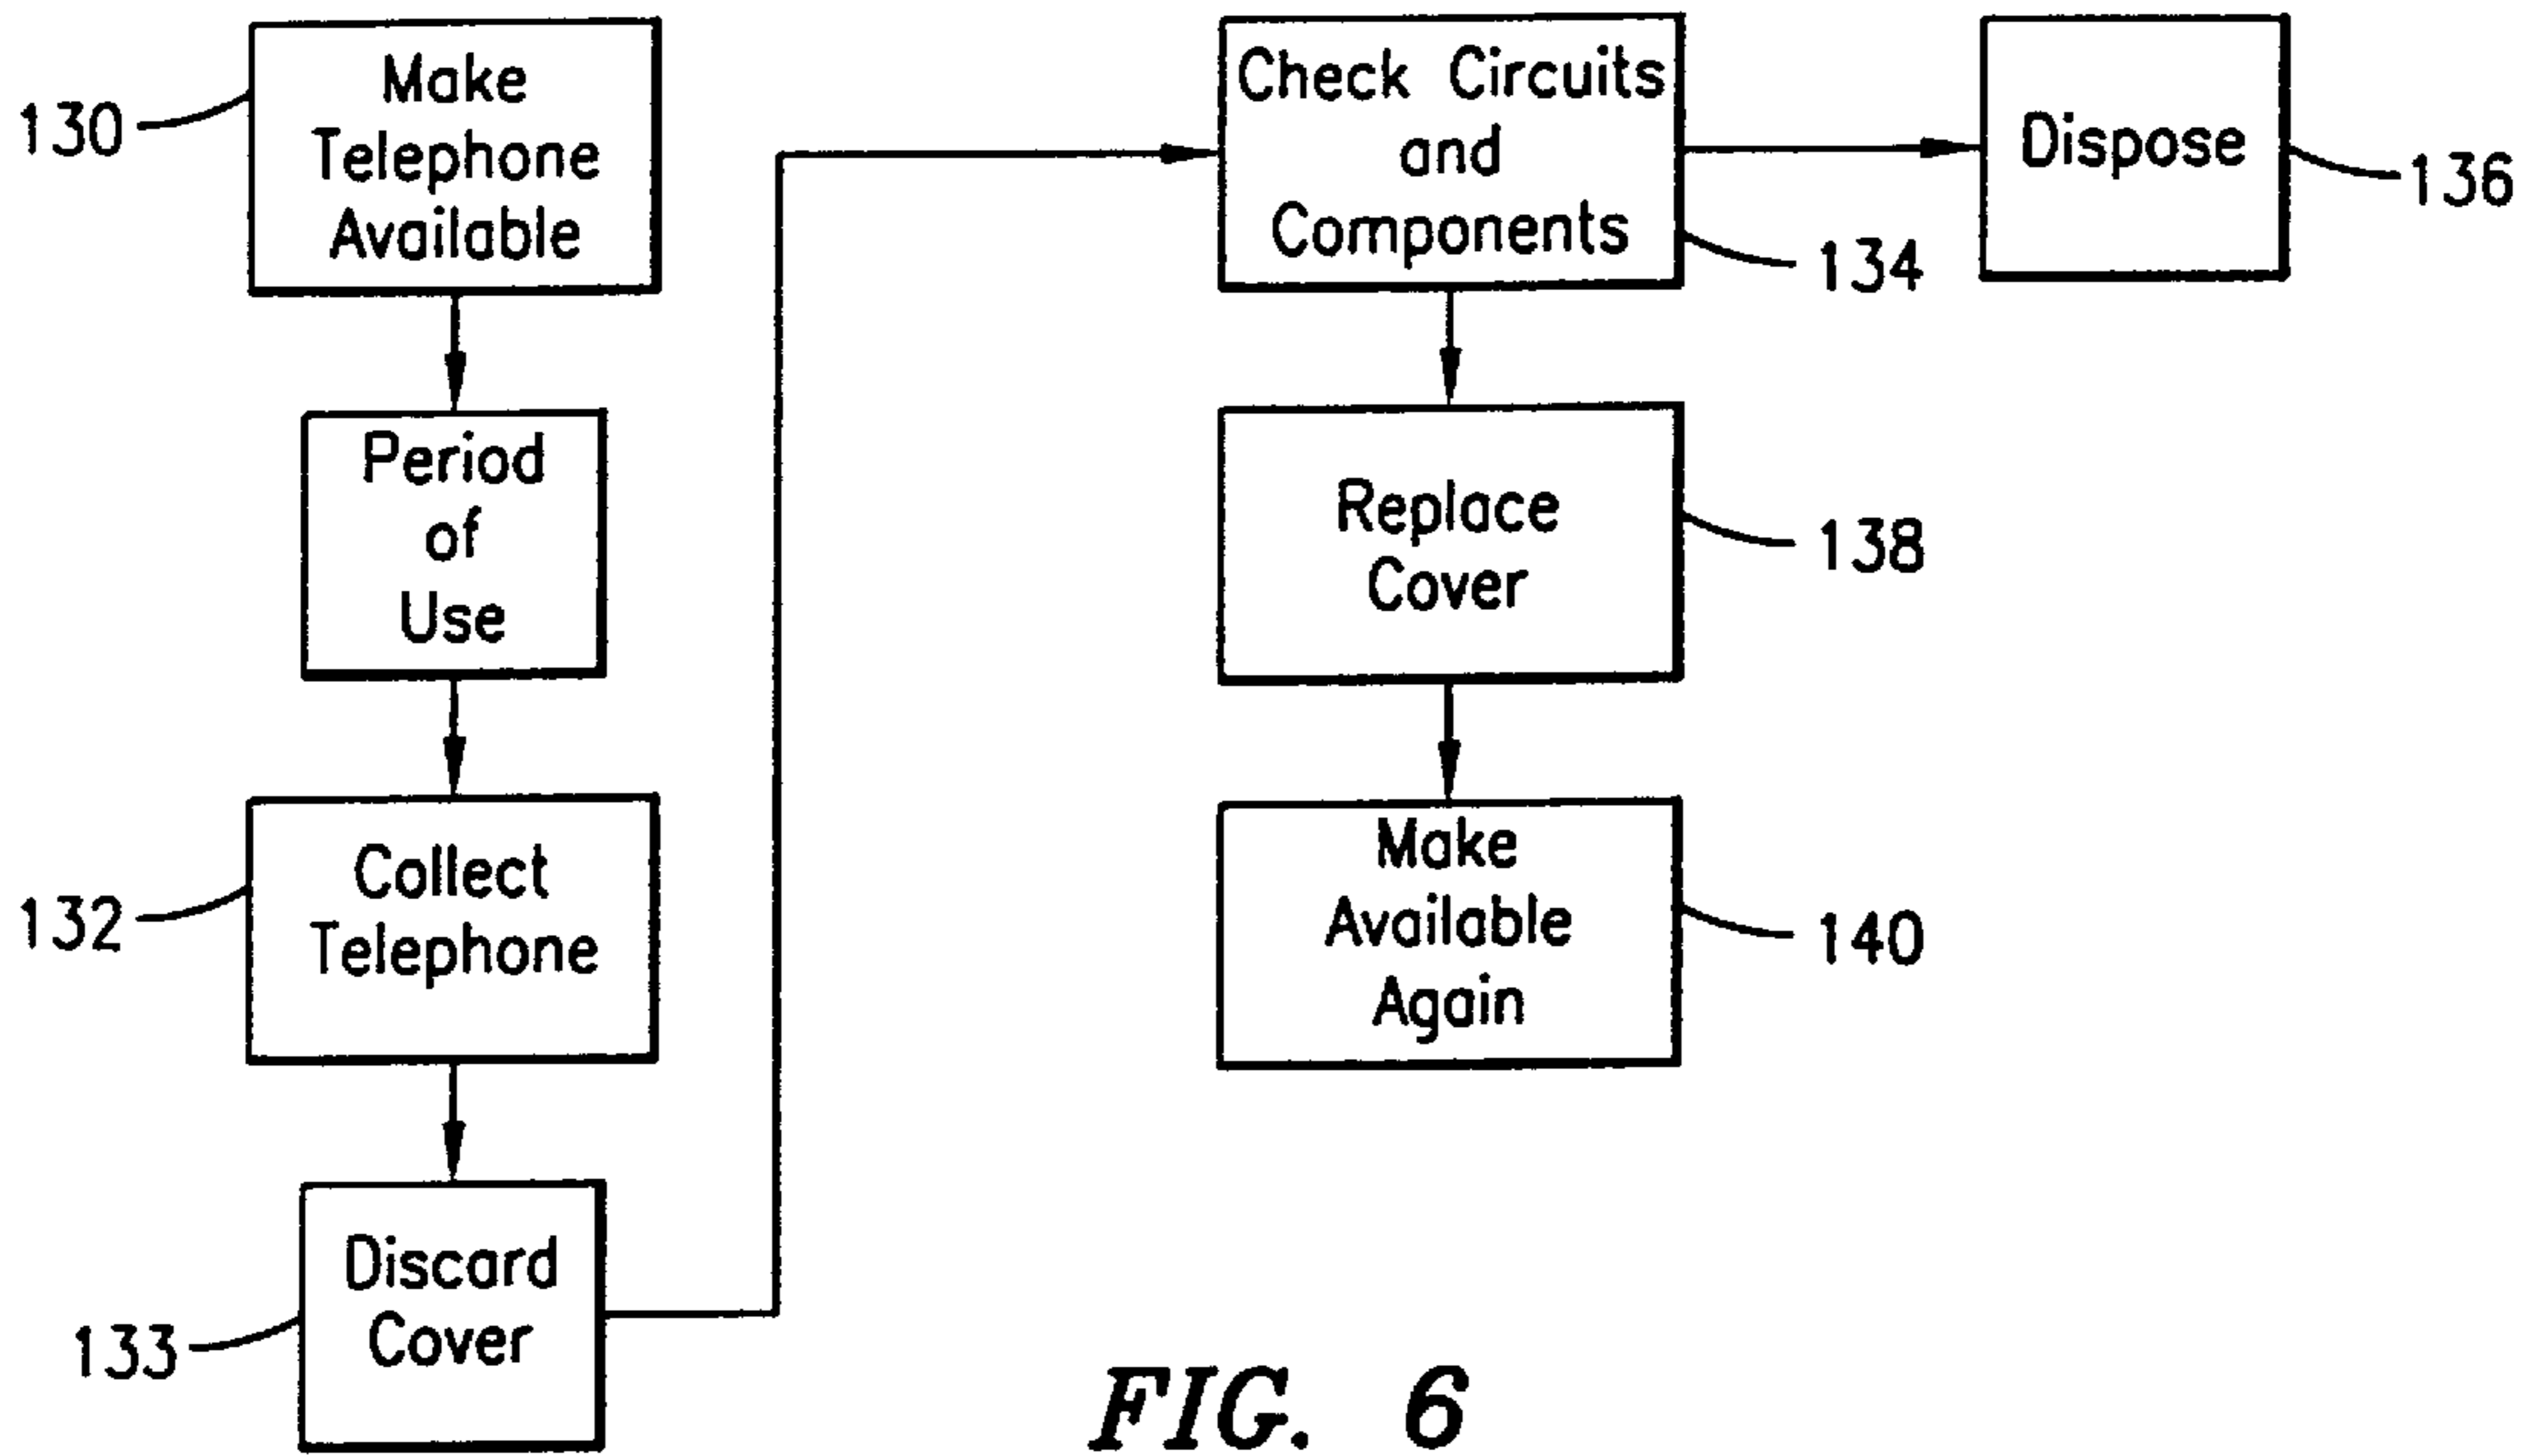 130
Make
Telephone
Available
Period
of
Use
132
Collect
Telephone
133
Discard
Cover
Check Circuits
and
Components
134
Dispose
136
Replace
Cover
138
Make
Available
Again
140
FIG. 6